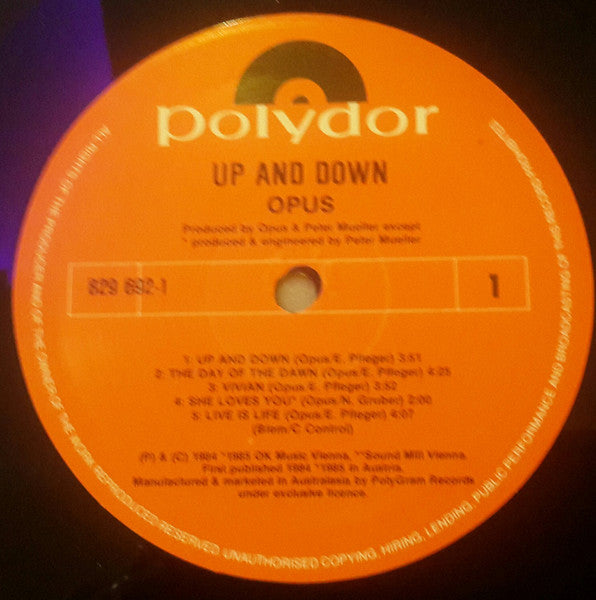 polydor
UP AND DOWN
OPUS
Produced by Opus & Peter Mueller except
* produced & engineered by Peter Mueller
829 692-1
1
1: UP AND DOWN (Opus/E. Pfleger) 3:51
2: THE DAY OF THE DAWN (Opus/E. Pfleger) 4:25
3: VIVIAN (Opus/E. Pfleger) 3:52
4: SHE LOVES YOU* (Opus/N. Gruber) 2:00
5: LIVE IS LIFE (Opus/E. Pfleger) 4:07
(Biem/C Control)
(P) & (C) 1984 *1985 OK Music Vienna, **Sound Mill Vienna.
First published 1984 *1985 in Austria.
Manufactured & marketed in Australasia by PolyGram Records
under exclusive licence.
ALL RIGHTS OF THE PRODUCER AND OF THE OWNER OF THE WORK REPRODUCED RESERVED. UNAUTHORISED COPYING, HIRING, LENDING, PUBLIC PERFORMANCE AND BROADCASTING OF THIS RECORD PROHIBITED